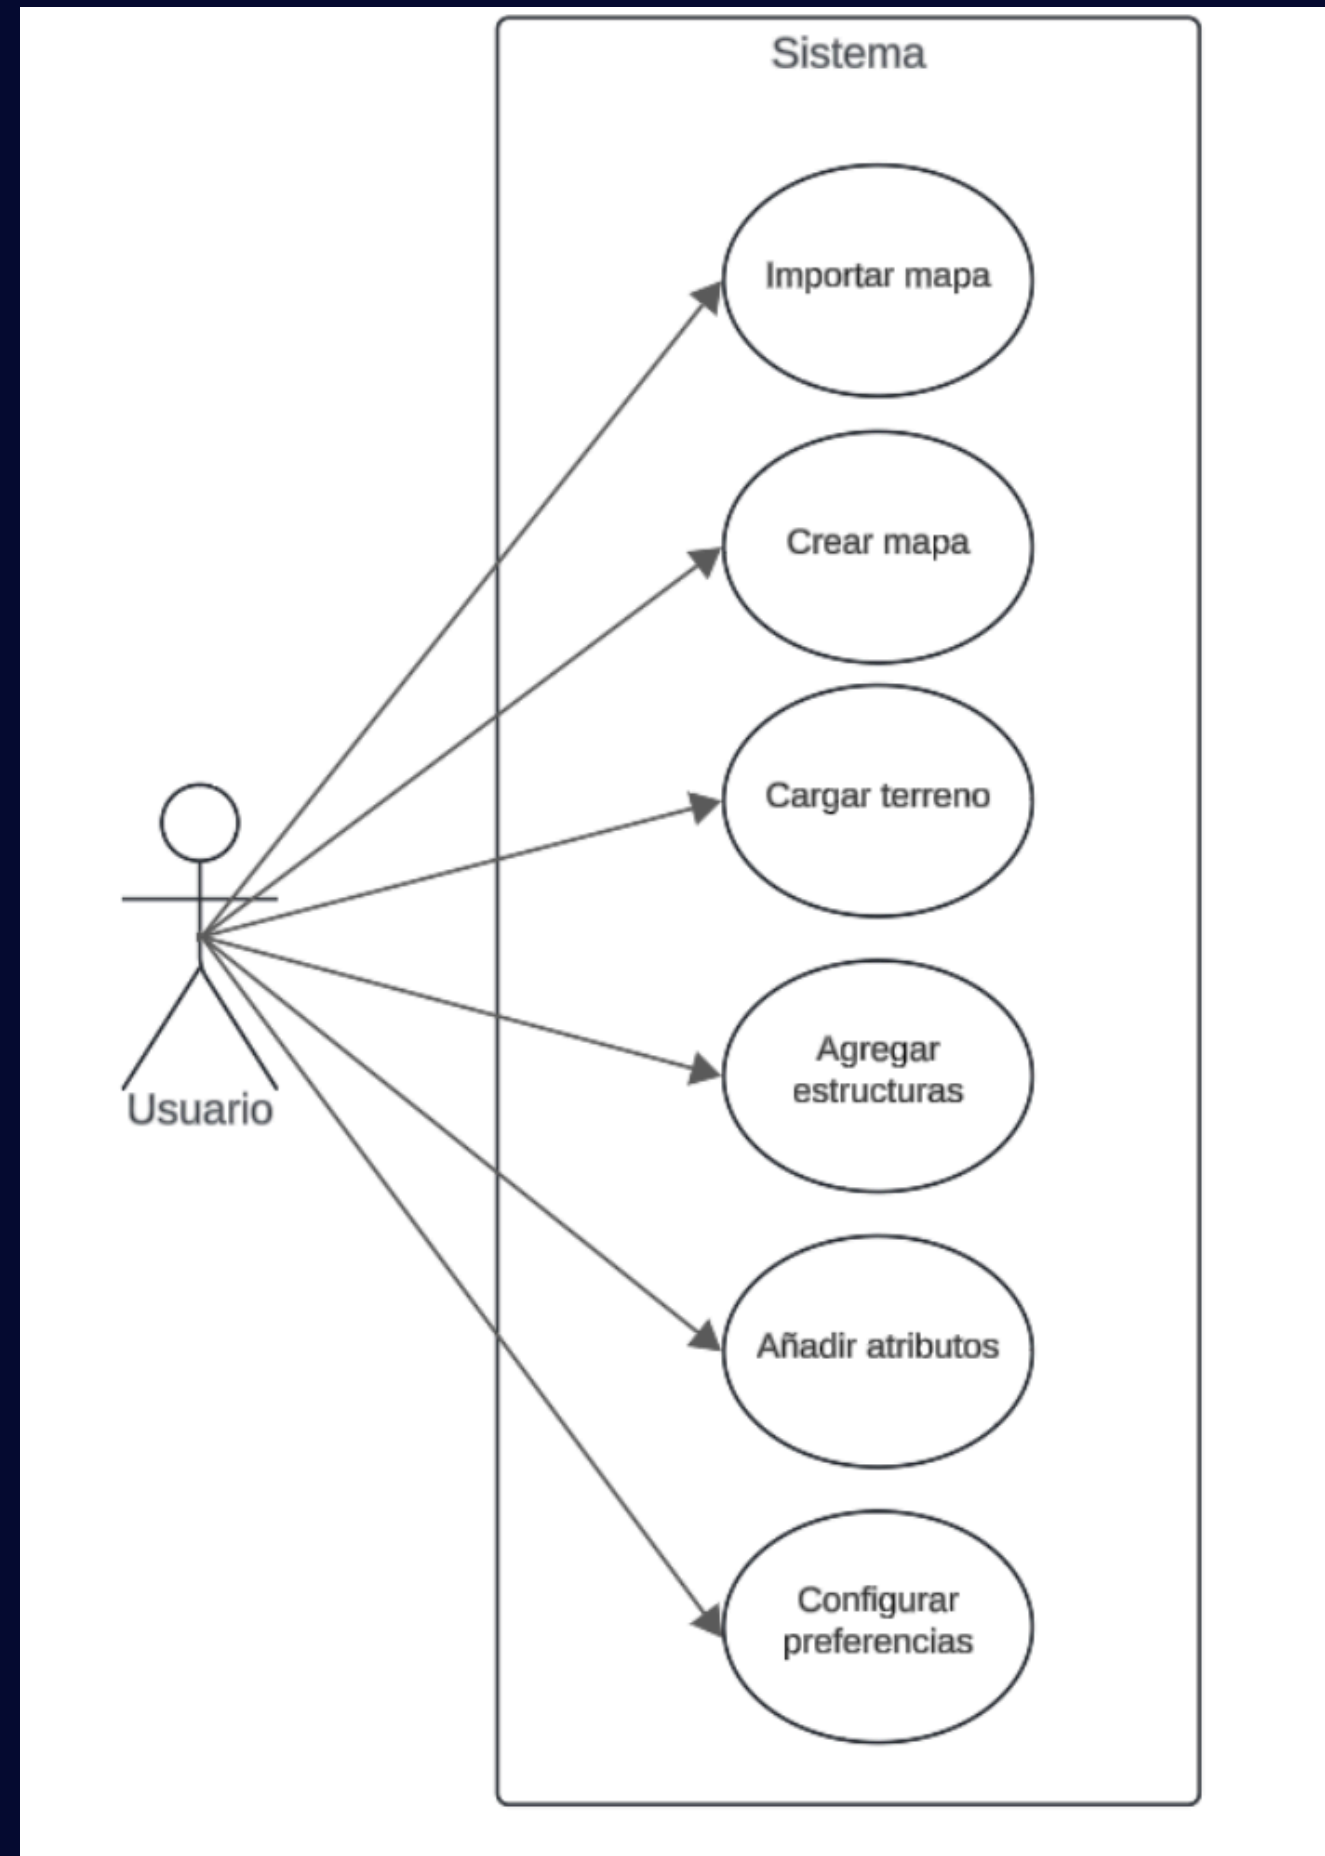 Sistema
Importar mapa
Crear mapa
Cargar terreno
Agregar
estructuras
Usuario
Añadir atributos
Configurar
preferencias